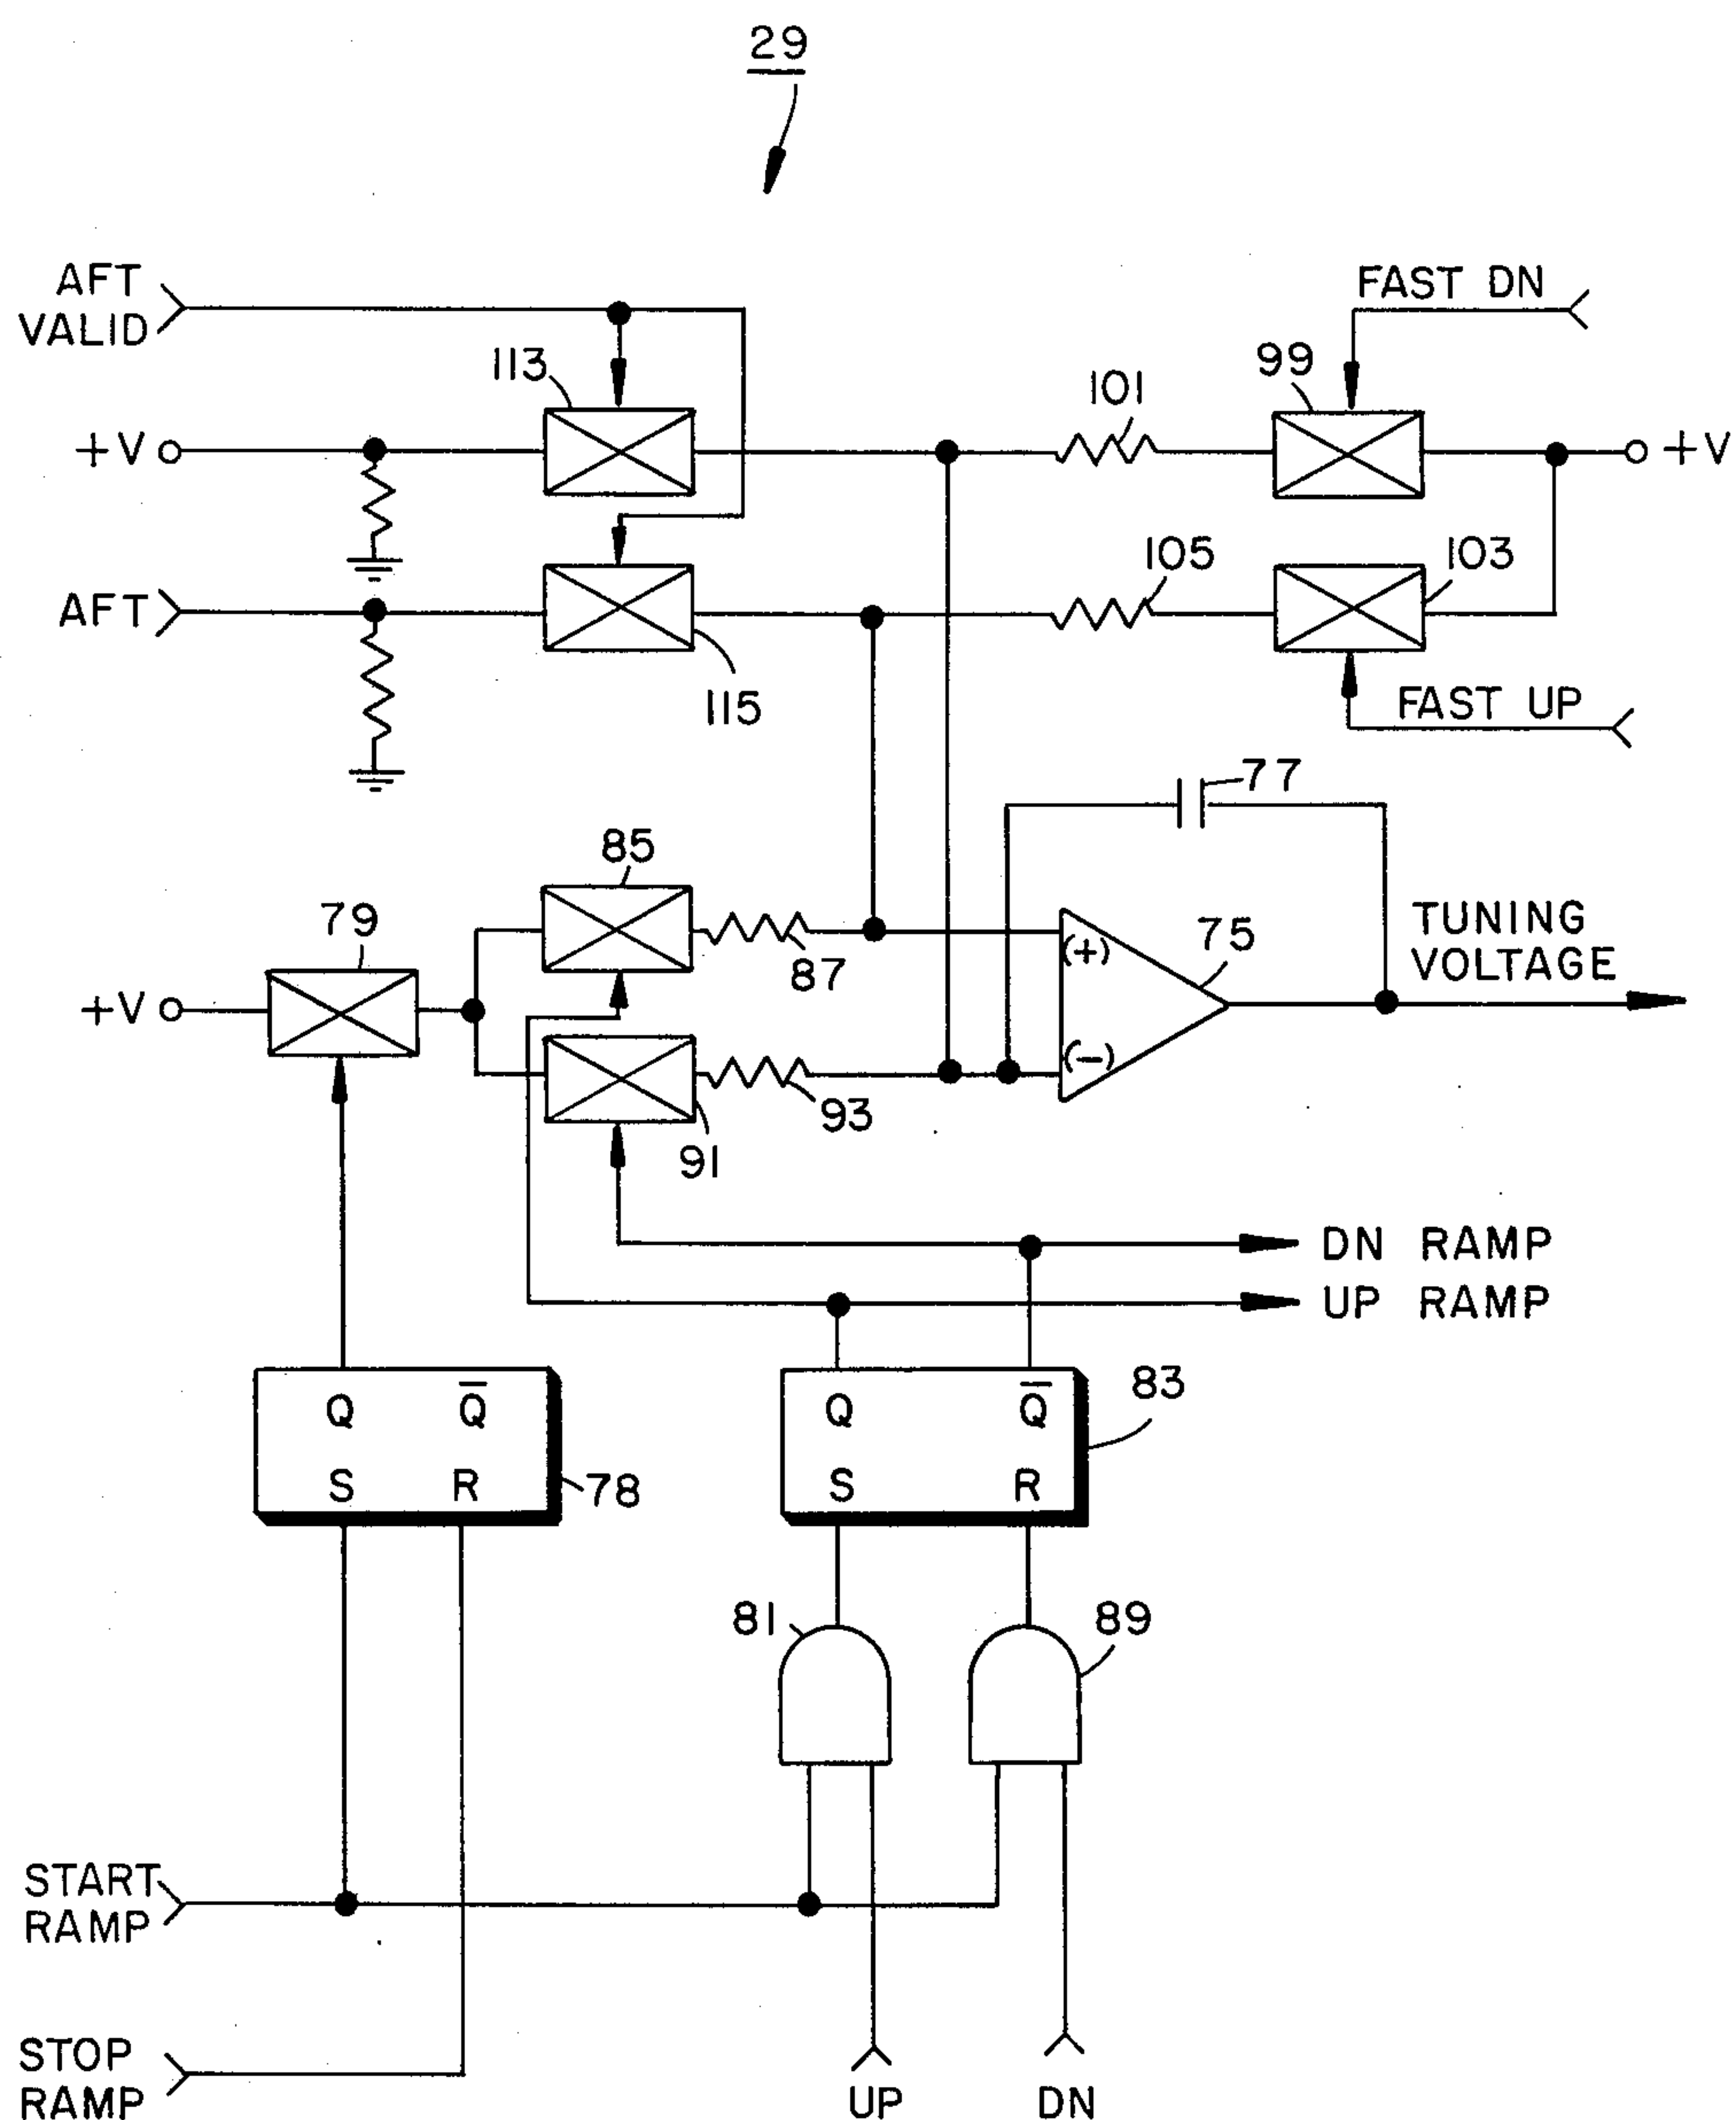 29
AFT
VALID
FAST DN
113
101
99
+V
+V
AFT
105
103
115
FAST UP
77
85
79
87
75
TUNING
VOLTAGE
+V
(+)
(−)
93
91
DN RAMP
UP RAMP
Q Q̅
S R
78
Q Q̅
S R
83
81
89
START
RAMP
STOP
RAMP
UP
DN